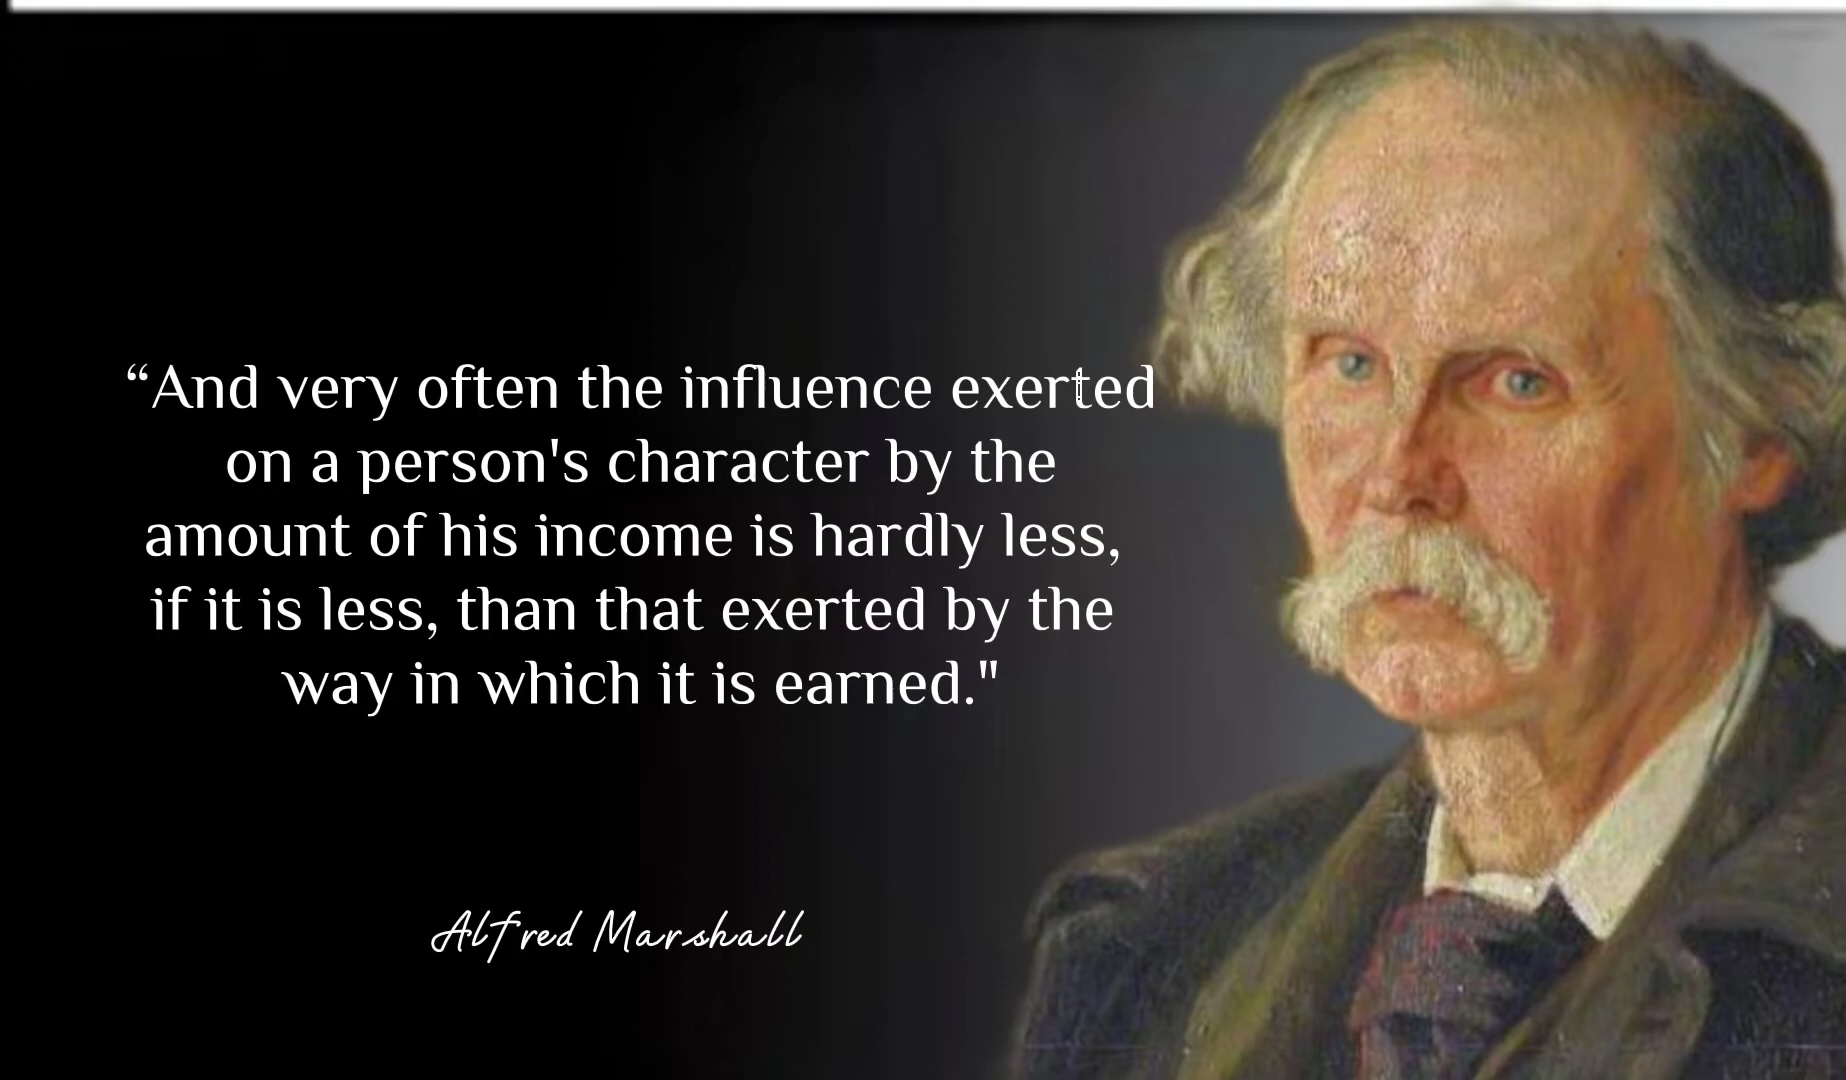 “And very often the influence exerted
on a person's character by the
amount of his income is hardly less,
if it is less, than that exerted by the
way in which it is earned."
Alfred Marshall